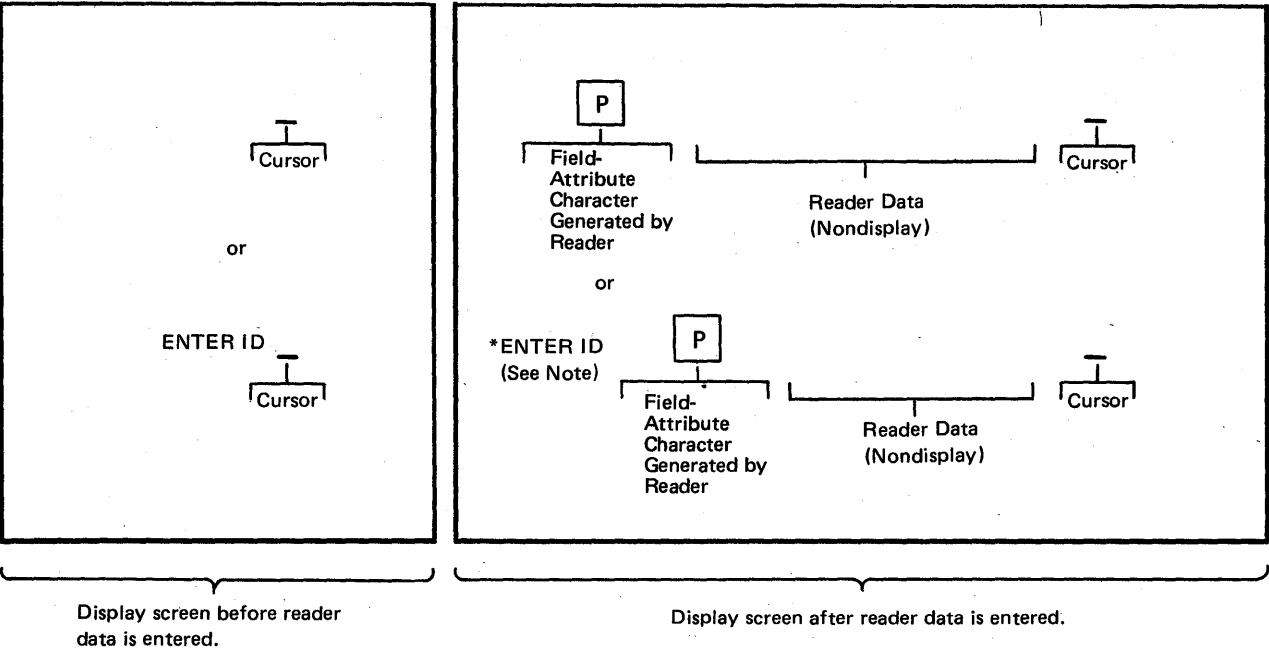 Cursor
or
ENTER ID
Cursor
P
Field-
Attribute
Character
Generated by
Reader
Reader Data
(Nondisplay)
Cursor
or
*ENTER ID
(See Note)
P
Field-
Attribute
Character
Generated by
Reader
Reader Data
(Nondisplay)
Cursor
Display screen before reader
data is entered.
Display screen after reader data is entered.